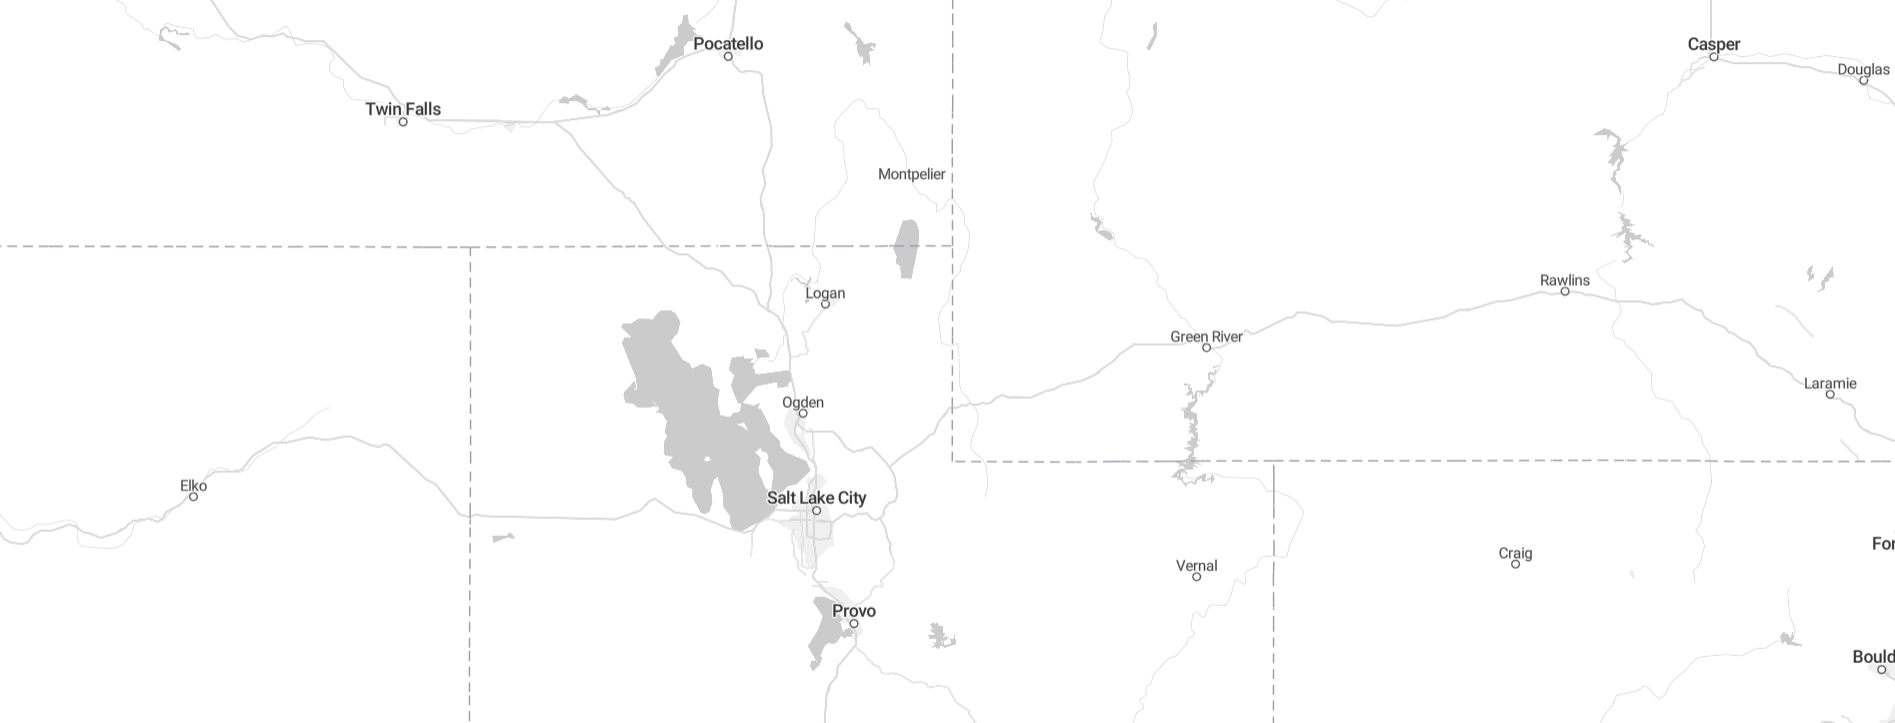 Pocatello
Casper
Douglas
Twin Falls
Montpelier
Rawlins
Logan
Green River
Laramie
Ogden
Elko
Salt Lake City
For
Craig
Vernal
Provo
Bould